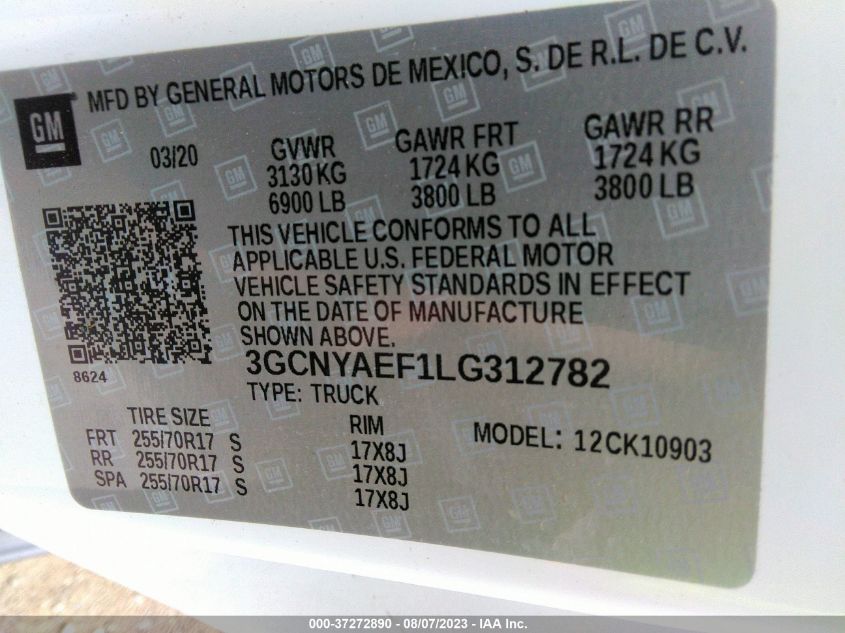 MFD BY GENERAL MOTORS DE MEXICO, S. DE R.L. DE C.V.
GM
03/20
GVWR GAWR FRT GAWR RR
3130 KG 1724 KG 1724 KG
6900 LB 3800 LB 3800 LB
THIS VEHICLE CONFORMS TO ALL
APPLICABLE U.S. FEDERAL MOTOR
VEHICLE SAFETY STANDARDS IN EFFECT
ON THE DATE OF MANUFACTURE
SHOWN ABOVE.
8624
3GCNYAEF1LG312782
TYPE: TRUCK
TIRE SIZE RIM MODEL: 12CK10903
FRT 255/70R17 S 17X8J
RR 255/70R17 S 17X8J
SPA 255/70R17 S 17X8J
000-37272890 - 08/07/2023 - IAA Inc.